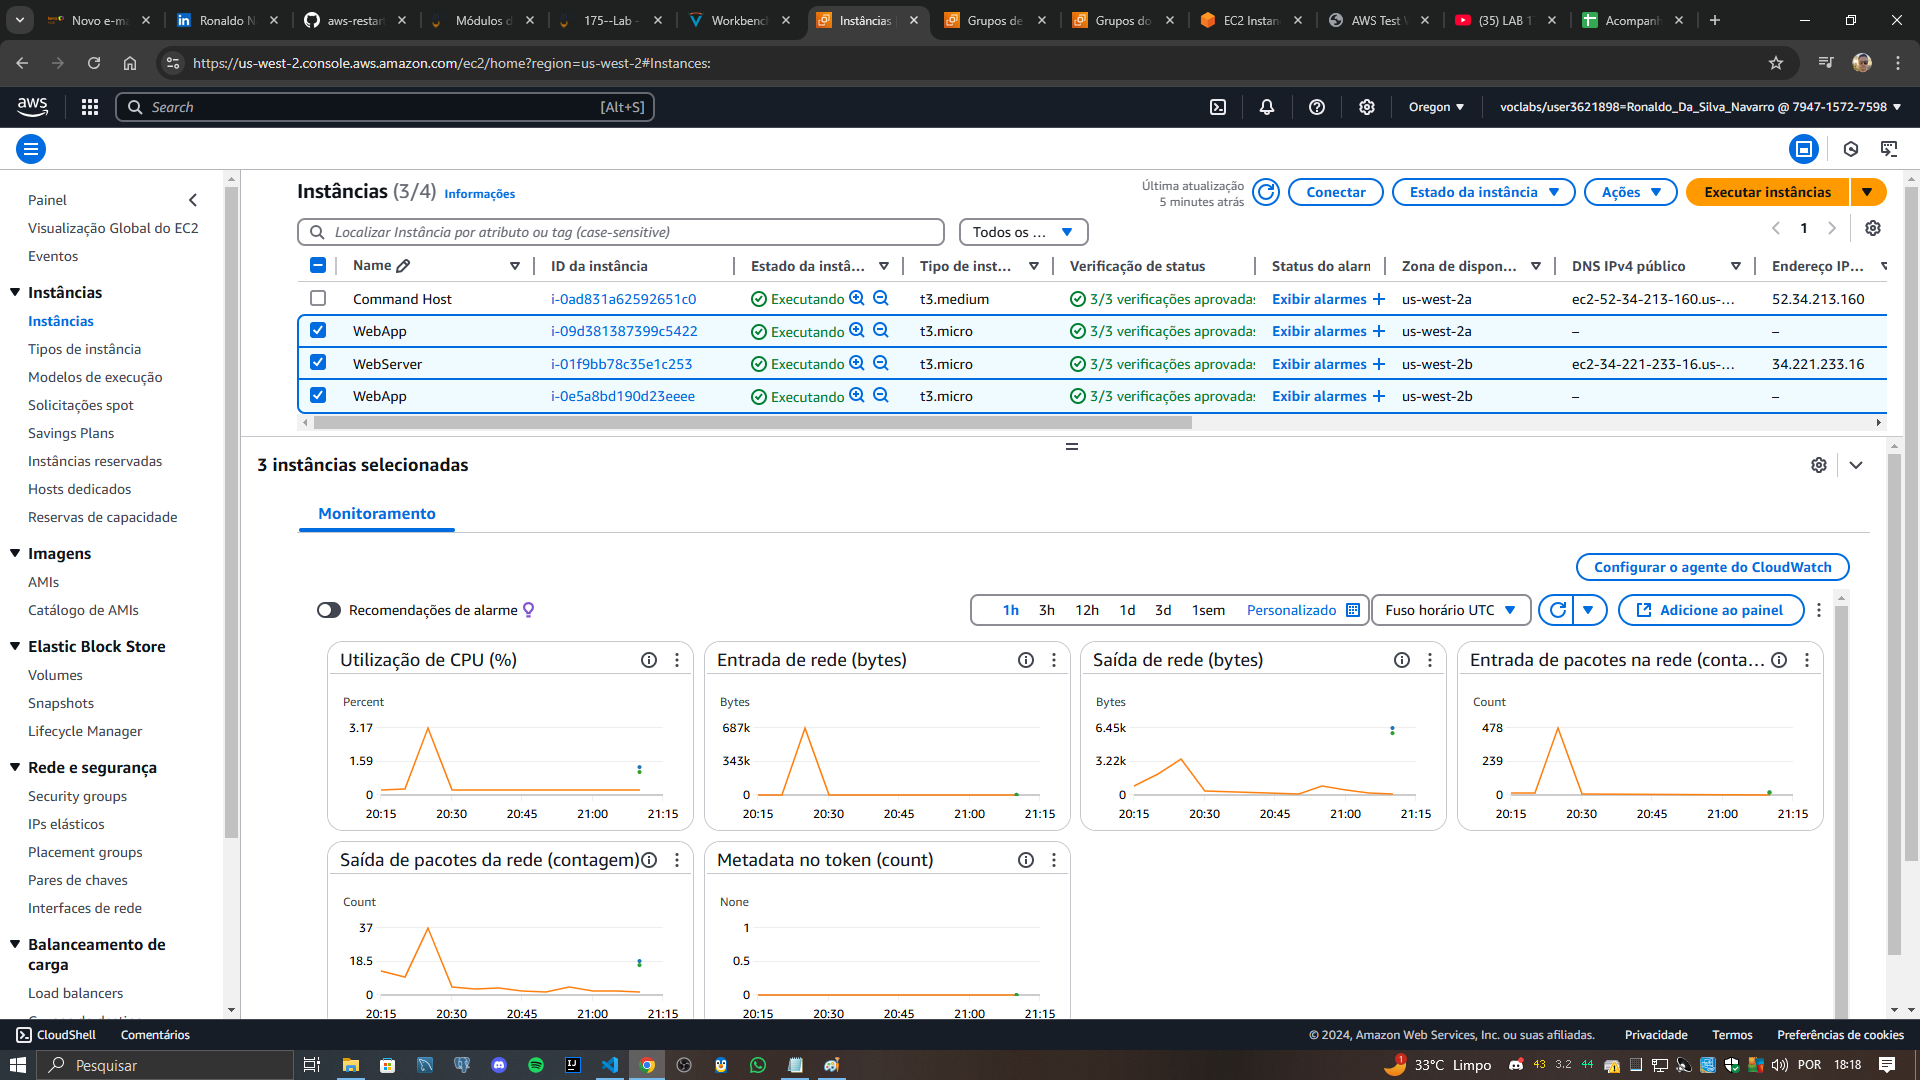 Novo e-ma
Ronaldo N
aws-restar
Módulos d
175--Lab -
Workbenc
Instâncias
Grupos de
Grupos do
EC2 Instan
AWS Test
(35) LAB 1
Acompanh
https://us-west-2.console.aws.amazon.com/ec2/home?region=us-west-2#Instances:
aws
Search
[Alt+S]
Oregon
voclabs/user3621898=Ronaldo_Da_Silva_Navarro @ 7947-1572-7598
Painel
Visualização Global do EC2
Eventos
Instâncias
Instâncias
Tipos de instância
Modelos de execução
Solicitações spot
Savings Plans
Instâncias reservadas
Hosts dedicados
Reservas de capacidade
Imagens
AMIs
Catálogo de AMIs
Elastic Block Store
Volumes
Snapshots
Lifecycle Manager
Rede e segurança
Security groups
IPs elásticos
Placement groups
Pares de chaves
Interfaces de rede
Balanceamento de
carga
Load balancers
Instâncias (3/4) Informações
Última atualização
5 minutes atrás
Conectar
Estado da instância
Ações
Executar instâncias
Localizar Instância por atributo ou tag (case-sensitive)
Todos os ...
1
Name ID da instância Estado da instâ... Tipo de inst... Verificação de status Status do alarn Zona de dispon... DNS IPv4 público Endereço IP...
Command Host i-0ad831a62592651c0 Executando t3.medium 3/3 verificações aprovadas Exibir alarmes + us-west-2a ec2-52-34-213-160.us-... 52.34.213.160
WebApp i-09d381387399c5422 Executando t3.micro 3/3 verificações aprovadas Exibir alarmes + us-west-2a – –
WebServer i-01f9bb78c35e1c253 Executando t3.micro 3/3 verificações aprovadas Exibir alarmes + us-west-2b ec2-34-221-233-16.us-... 34.221.233.16
WebApp i-0e5a8bd190d23eeee Executando t3.micro 3/3 verificações aprovadas Exibir alarmes + us-west-2b – –
3 instâncias selecionadas
Monitoramento
Configurar o agente do CloudWatch
Recomendações de alarme
1h 3h 12h 1d 3d 1sem Personalizado
Fuso horário UTC
Adicione ao painel
Utilização de CPU (%)
Percent
3.17
1.59
0
20:15 20:30 20:45 21:00 21:15
Entrada de rede (bytes)
Bytes
687k
343k
0
20:15 20:30 20:45 21:00 21:15
Saída de rede (bytes)
Bytes
6.45k
3.22k
0
20:15 20:30 20:45 21:00 21:15
Entrada de pacotes na rede (conta...
Count
478
239
0
20:15 20:30 20:45 21:00 21:15
Saída de pacotes da rede (contagem)
Count
37
18.5
0
20:15 20:30 20:45 21:00 21:15
Metadata no token (count)
None
1
0.5
0
20:15 20:30 20:45 21:00 21:15
CloudShell
Comentários
© 2024, Amazon Web Services, Inc. ou suas afiliadas.
Privacidade
Termos
Preferências de cookies
Pesquisar
33°C Limpo
43 3.2 44
POR
18:18